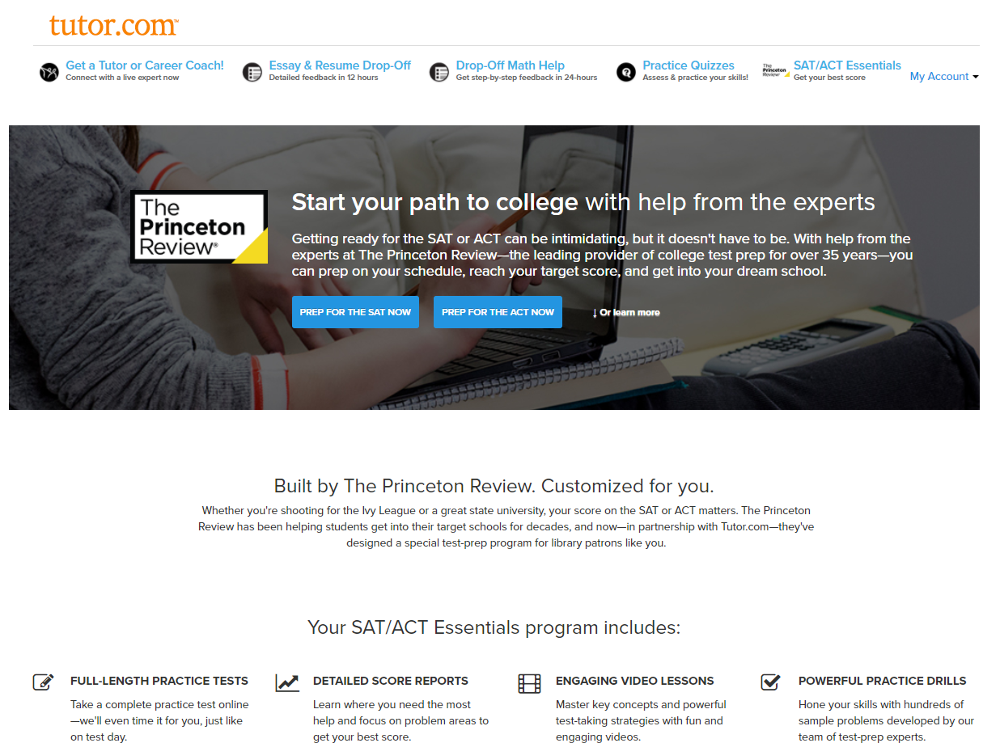 tutor.com™
Get a Tutor or Career Coach!
Connect with a live expert now
Essay & Resume Drop-Off
Detailed feedback in 12 hours
Drop-Off Math Help
Get step-by-step feedback in 24-hours
Practice Quizzes
Assess & practice your skills!
The
Princeton
Review
SAT/ACT Essentials
Get your best score
My Account
The
Princeton
Review®
Start your path to college with help from the experts
Getting ready for the SAT or ACT can be intimidating, but it doesn't have to be. With help from the
experts at The Princeton Review—the leading provider of college test prep for over 35 years—you
can prep on your schedule, reach your target score, and get into your dream school.
PREP FOR THE SAT NOW
PREP FOR THE ACT NOW
↓ Or learn more
Built by The Princeton Review. Customized for you.
Whether you're shooting for the Ivy League or a great state university, your score on the SAT or ACT matters. The Princeton
Review has been helping students get into their target schools for decades, and now—in partnership with Tutor.com—they've
designed a special test-prep program for library patrons like you.
Your SAT/ACT Essentials program includes:
FULL-LENGTH PRACTICE TESTS
Take a complete practice test online
—we'll even time it for you, just like
on test day.
DETAILED SCORE REPORTS
Learn where you need the most
help and focus on problem areas to
get your best score.
ENGAGING VIDEO LESSONS
Master key concepts and powerful
test-taking strategies with fun and
engaging videos.
POWERFUL PRACTICE DRILLS
Hone your skills with hundreds of
sample problems developed by our
team of test-prep experts.